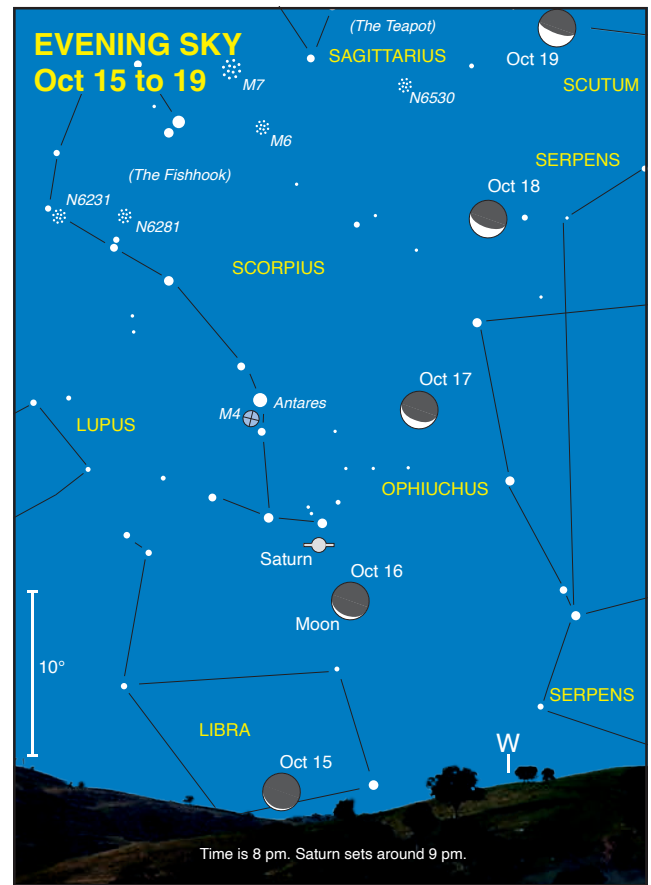 EVENING SKY
Oct 15 to 19
(The Teapot)
SAGITTARIUS
Oct 19
SCUTUM
M7
N6530
M6
SERPENS
(The Fishhook)
Oct 18
N6231
N6281
SCORPIUS
Oct 17
Antares
M4
LUPUS
OPHIUCHUS
Saturn
Oct 16
Moon
10°
SERPENS
LIBRA
W
Oct 15
Time is 8 pm. Saturn sets around 9 pm.